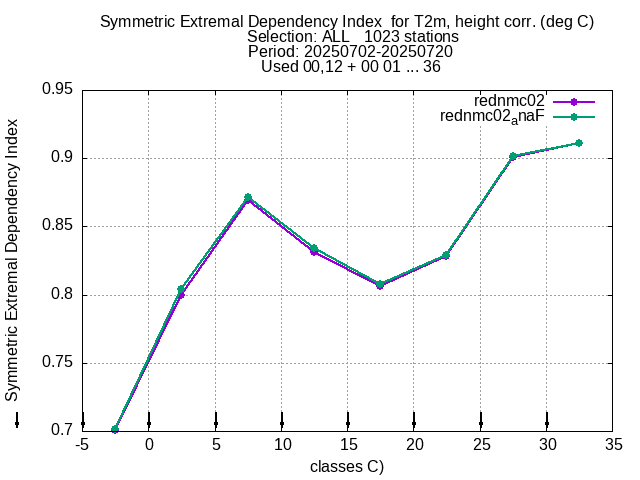 Symmetric Extremal Dependency Index  for T2m, height corr. (deg C)
Selection: ALL   1023 stations
Period: 20250702-20250720
Used 00,12 + 00 01 ... 36
rednmc02
rednmc02anaF
Symmetric Extremal Dependency Index
0.95
0.9
0.85
0.8
0.75
0.7
-5 0 5 10 15 20 25 30 35
classes C)